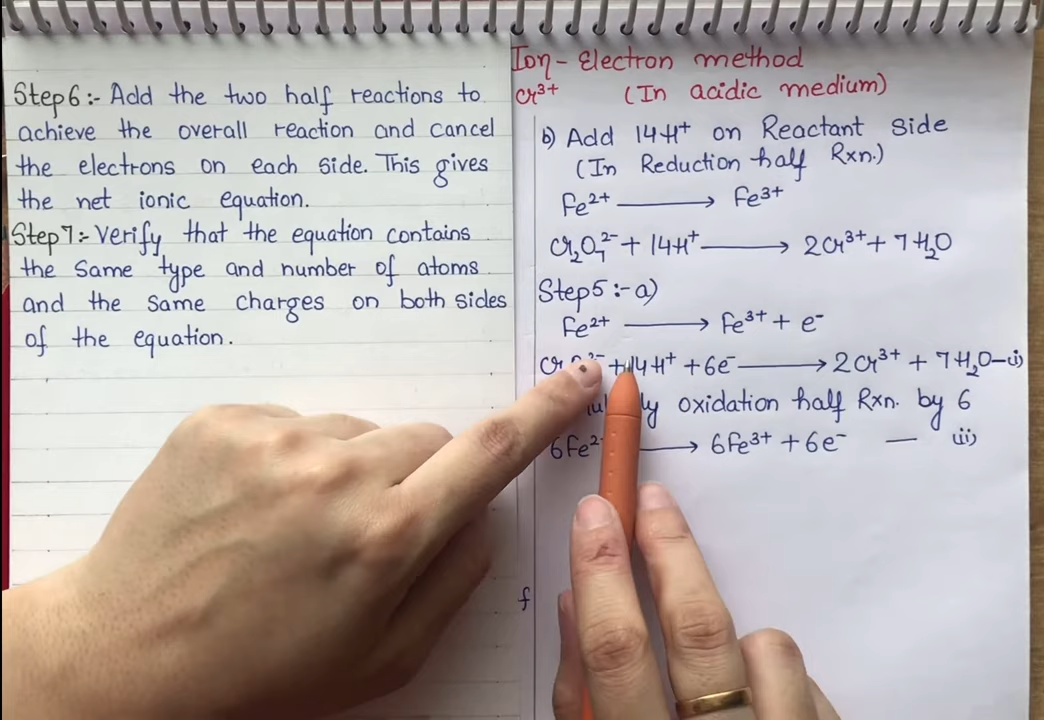 Step6:- Add the two half reactions to
achieve the overall reaction and cancel
the electrons on each side. This gives
the net ionic equation.
Step7:- Verify that the equation contains
the same type and number of atoms
and the same charges on both sides
of the equation.
Ion-Electron method
Cr³⁺ (In acidic medium)
b) Add 14H⁺ on Reactant side
(In Reduction half Rxn.)
Fe²⁺ ⟶ Fe³⁺
Cr₂O₇²⁻ + 14H⁺ ⟶ 2Cr³⁺ + 7H₂O
Step5:- a)
Fe²⁺ ⟶ Fe³⁺ + e⁻
+ 14H⁺ + 6e⁻ ⟶ 2Cr³⁺ + 7H₂O – i)
oxidation half Rxn. by 6
6Fe²⁺ ⟶ 6Fe³⁺ + 6e⁻ — ii)
f